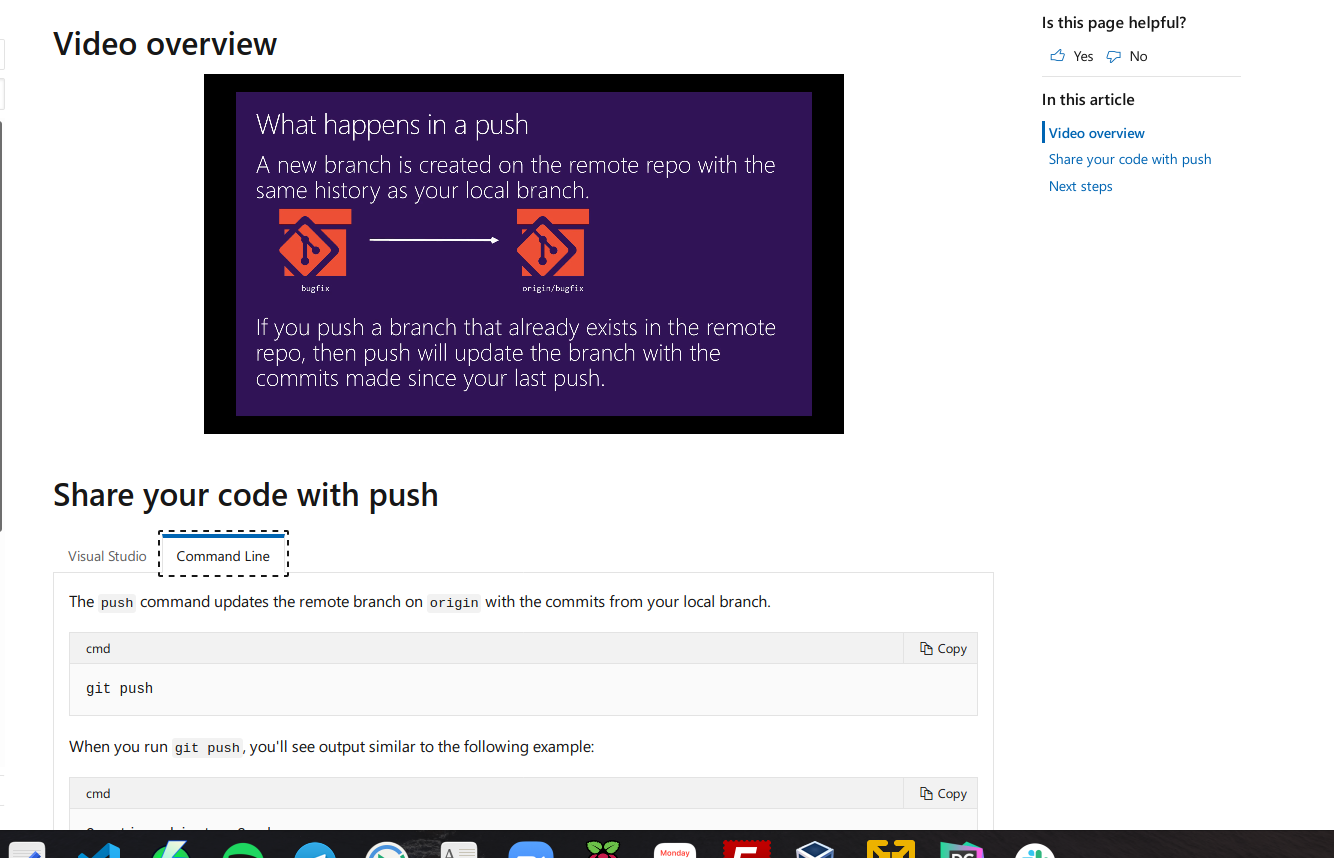 Video overview
What happens in a push
A new branch is created on the remote repo with the
same history as your local branch.
bugfix
origin/bugfix
If you push a branch that already exists in the remote
repo, then push will update the branch with the
commits made since your last push.
Share your code with push
Visual Studio
Command Line
The push command updates the remote branch on origin with the commits from your local branch.
cmd
Copy
git push
When you run git push, you'll see output similar to the following example:
cmd
Copy
Is this page helpful?
Yes
No
In this article
Video overview
Share your code with push
Next steps
A
Monday
F